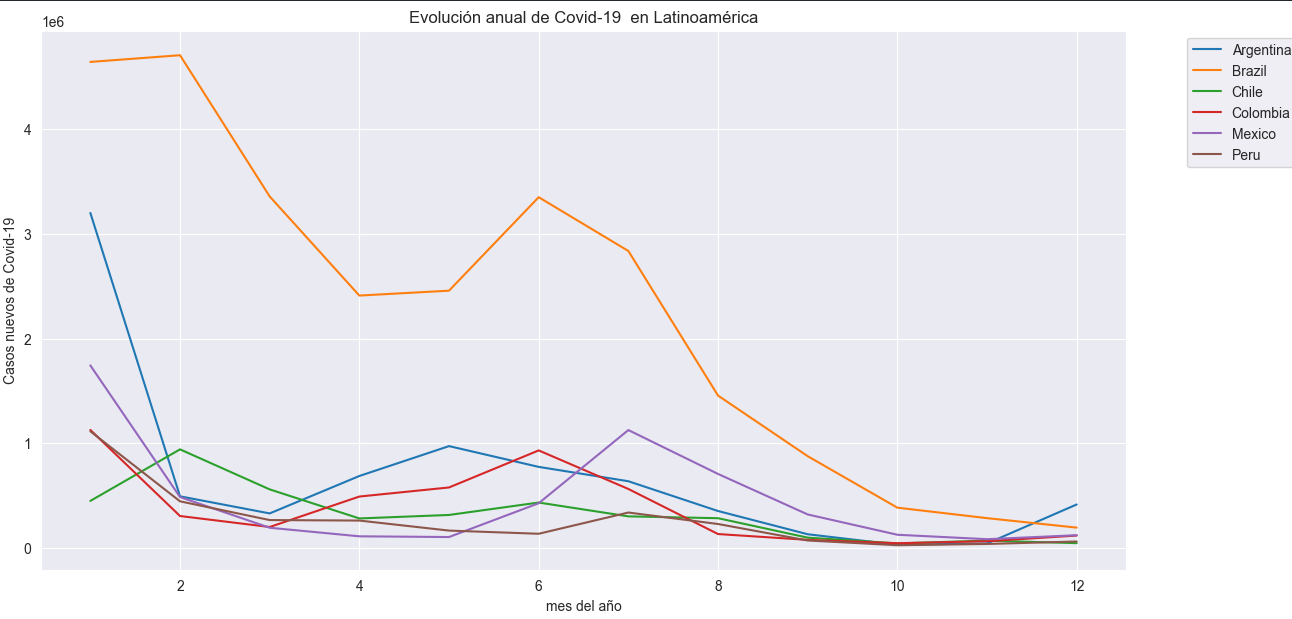 Evolución anual de Covid-19  en Latinoamérica
1e6
4
3
2
1
0
Casos nuevos de Covid-19
2 4 6 8 10 12
mes del año
Argentina
Brazil
Chile
Colombia
Mexico
Peru